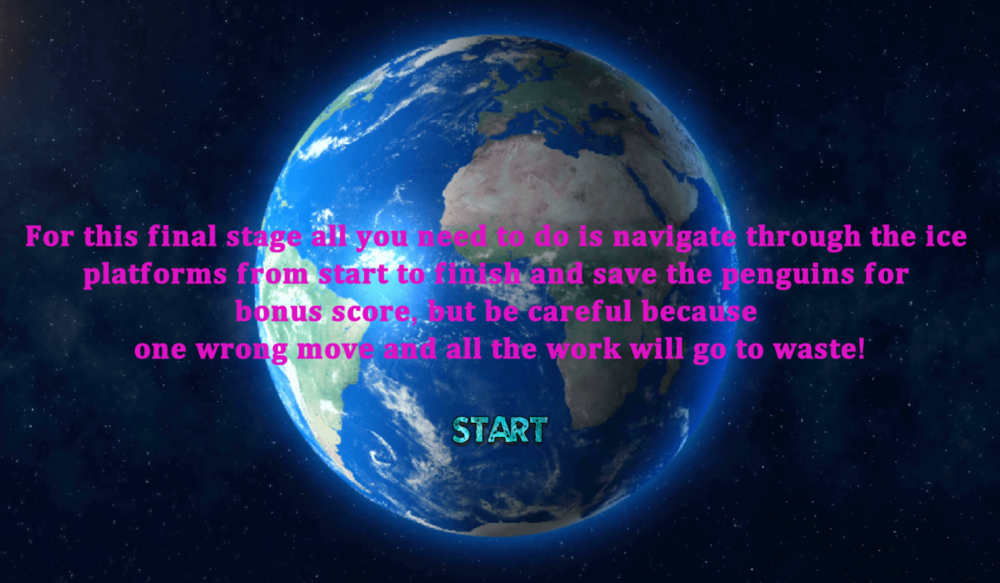 For this final stage all you need to do is navigate through the ice
platforms from start to finish and save the penguins for
bonus score, but be careful because
one wrong move and all the work will go to waste!
START